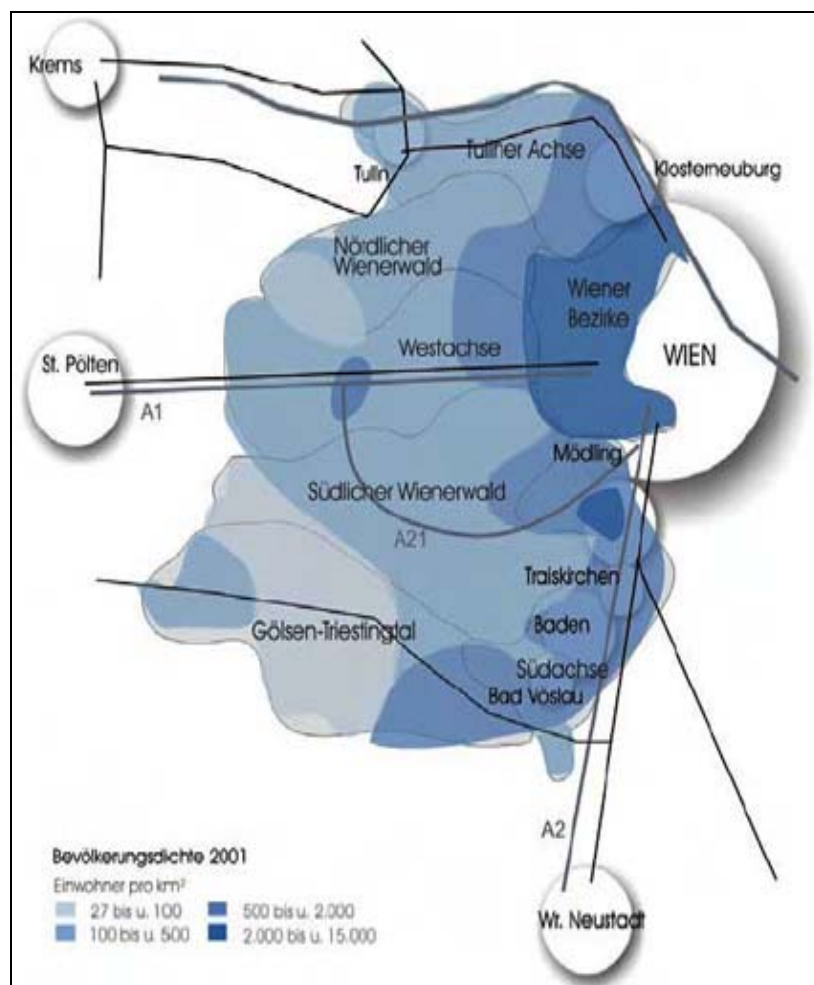 Krems
Tullner Achse
Tulln
Klosterneuburg
Nördlicher
Wienerwald
Wiener
Bezirke
WIEN
St. Pölten
Westachse
A1
Mödling
Südlicher Wienerwald
A21
Traiskirchen
Gölsen-Triestingtal
Baden
Südachse
Bad Vöslau
A2
Wr. Neustadt
Bevölkerungsdichte 2001
Einwohner pro km²
27 bis u. 100
500 bis u. 2.000
100 bis u. 500
2.000 bis u. 15.000